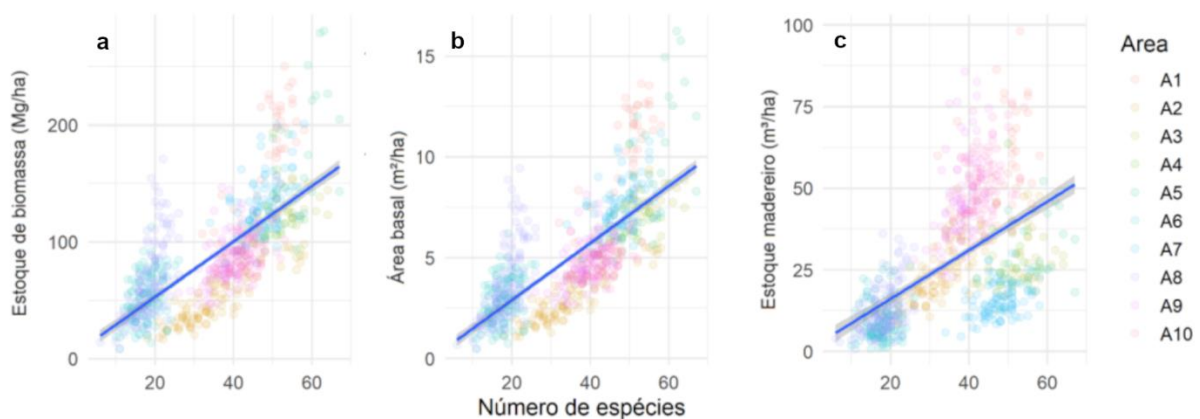 a
Estoque de biomassa (Mg/ha)
200
100
0
20
40
60
b
Área basal (m²/ha)
15
10
5
0
20
40
60
Número de espécies
c
Estoque madereiro (m³/ha)
100
75
50
25
0
20
40
60
Area
A1
A2
A3
A4
A5
A6
A7
A8
A9
A10